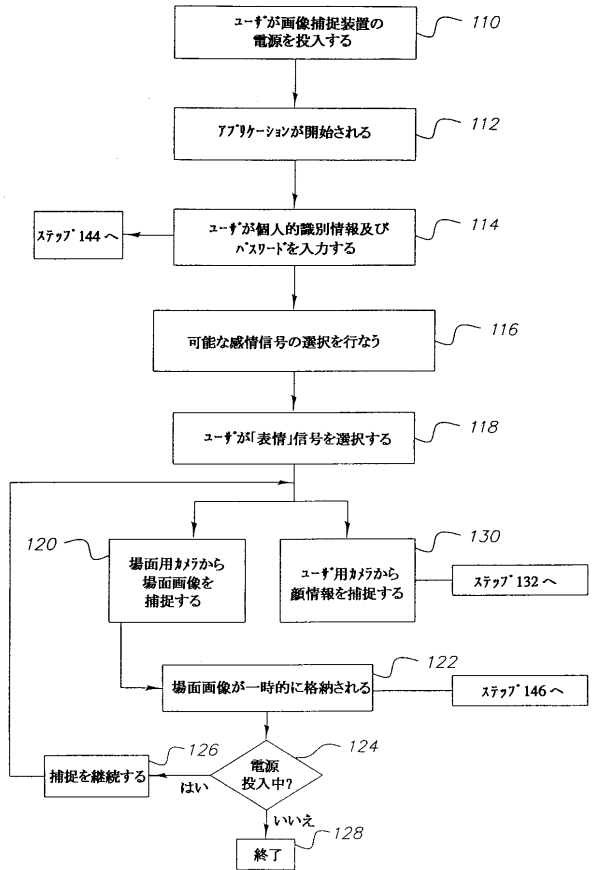 ユーザが画像捕捉装置の
電源を投入する
110
アプリケーションが開始される
112
ユーザが個人的識別情報及び
パスワードを入力する
114
ステップ144へ
可能な感情信号の選択を行なう
116
ユーザが「表情」信号を選択する
118
120
場面用カメラから
場面画像を
捕捉する
130
ユーザ用カメラから
顔情報を捕捉する
ステップ132へ
122
場面画像が一時的に格納される
ステップ146へ
124
電源
投入中?
126
捕捉を継続する
はい
いいえ
128
終了